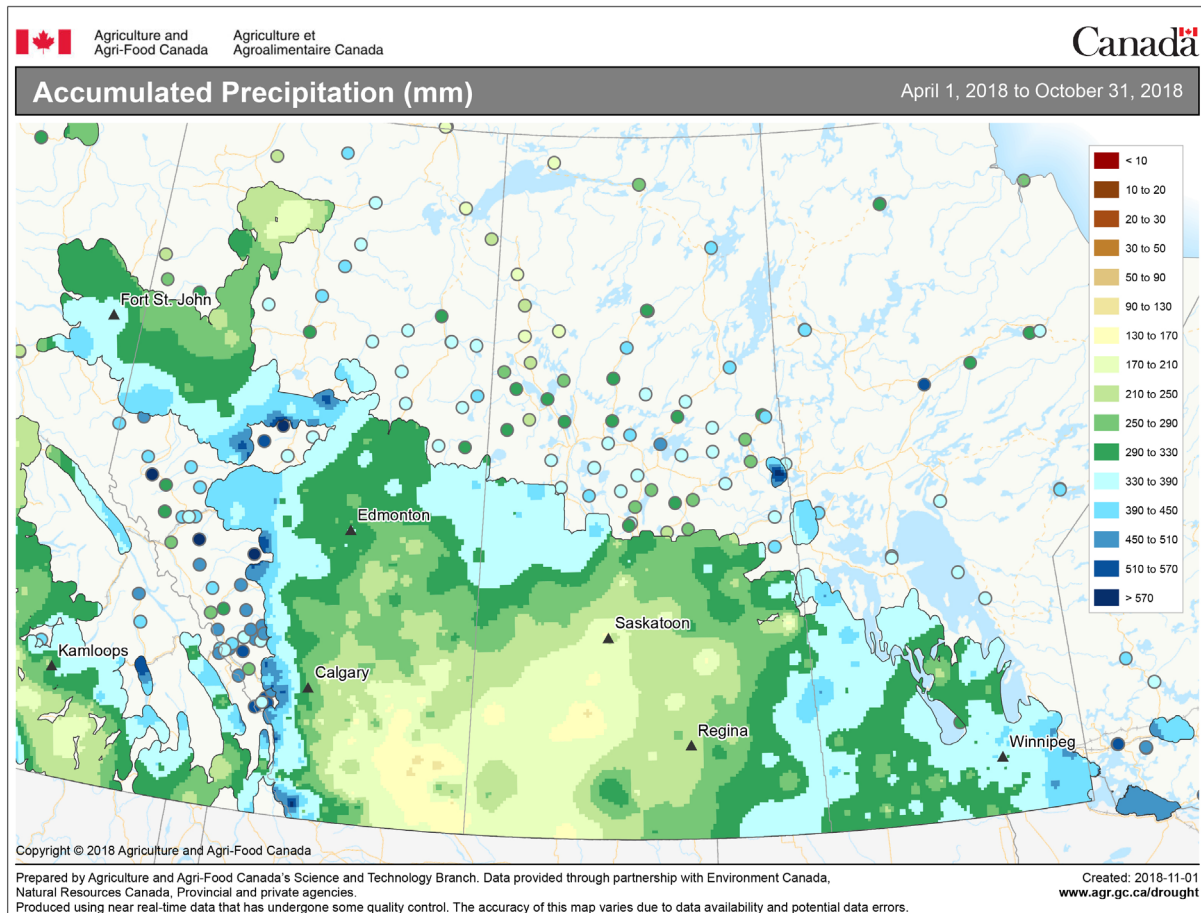 Agriculture and Agriculture et
Agri-Food Canada Agroalimentaire Canada
Canada
Accumulated Precipitation (mm)
April 1, 2018 to October 31, 2018
< 10
10 to 20
20 to 30
30 to 50
50 to 90
90 to 130
130 to 170
170 to 210
210 to 250
250 to 290
290 to 330
330 to 390
390 to 450
450 to 510
510 to 570
> 570
Fort St. John
Edmonton
Saskatoon
Kamloops
Calgary
Regina
Winnipeg
Copyright © 2018 Agriculture and Agri-Food Canada
Prepared by Agriculture and Agri-Food Canada's Science and Technology Branch. Data provided through partnership with Environment Canada,
Natural Resources Canada, Provincial and private agencies.
Produced using near real-time data that has undergone some quality control. The accuracy of this map varies due to data availability and potential data errors.
Created: 2018-11-01
www.agr.gc.ca/drought